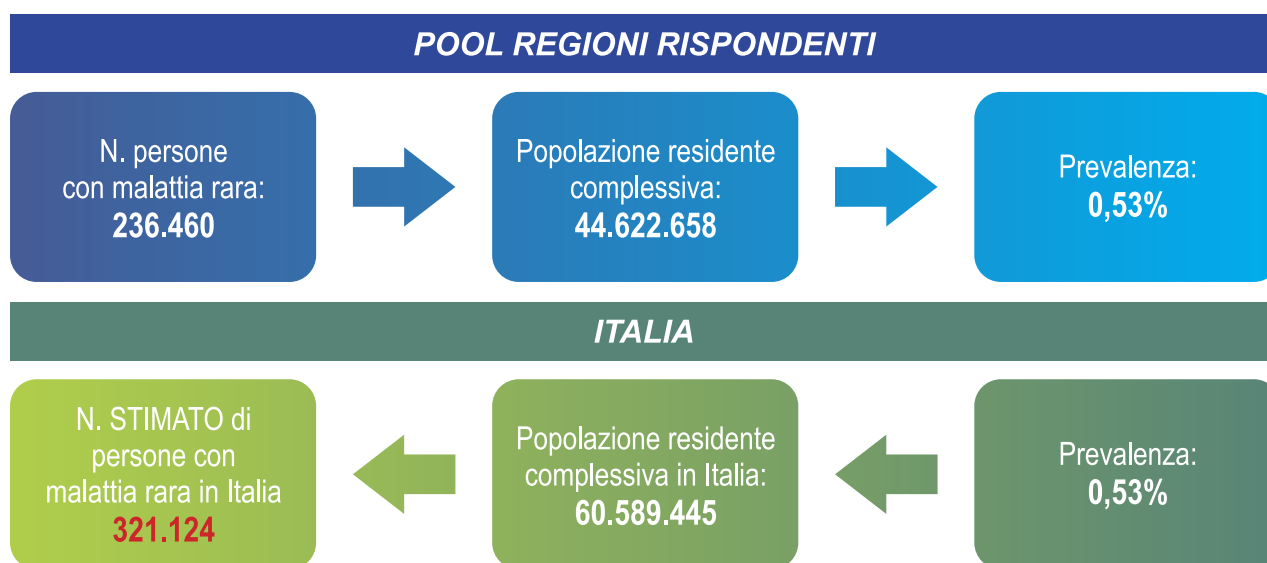 POOL REGIONI RISPONDENTI
N. persone
con malattia rara:
236.460
Popolazione residente
complessiva:
44.622.658
Prevalenza:
0,53%
ITALIA
N. STIMATO di
persone con
malattia rara in Italia
321.124
Popolazione residente
complessiva in Italia:
60.589.445
Prevalenza:
0,53%